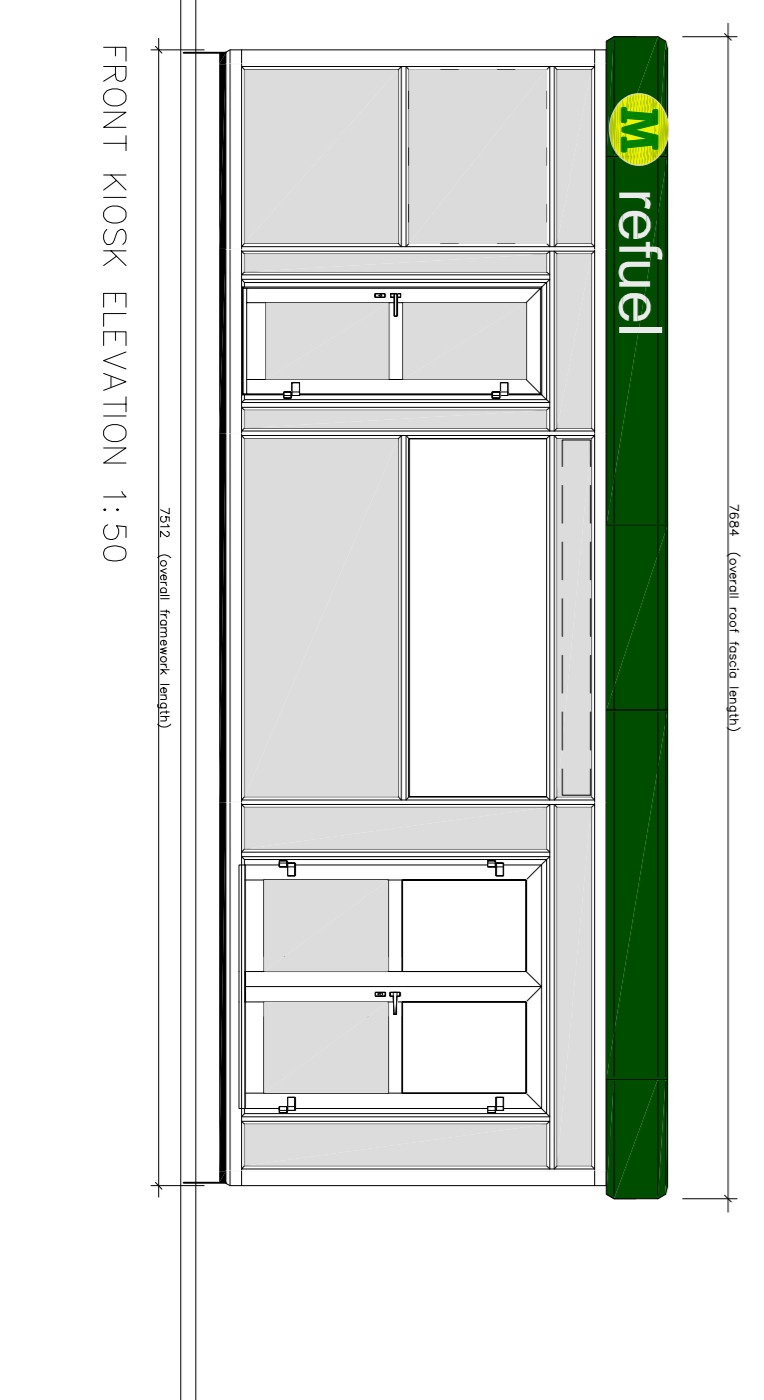 7684 (overall roof fascia length)
M refuel
7512 (overall framework length)
FRONT KIOSK ELEVATION 1:50